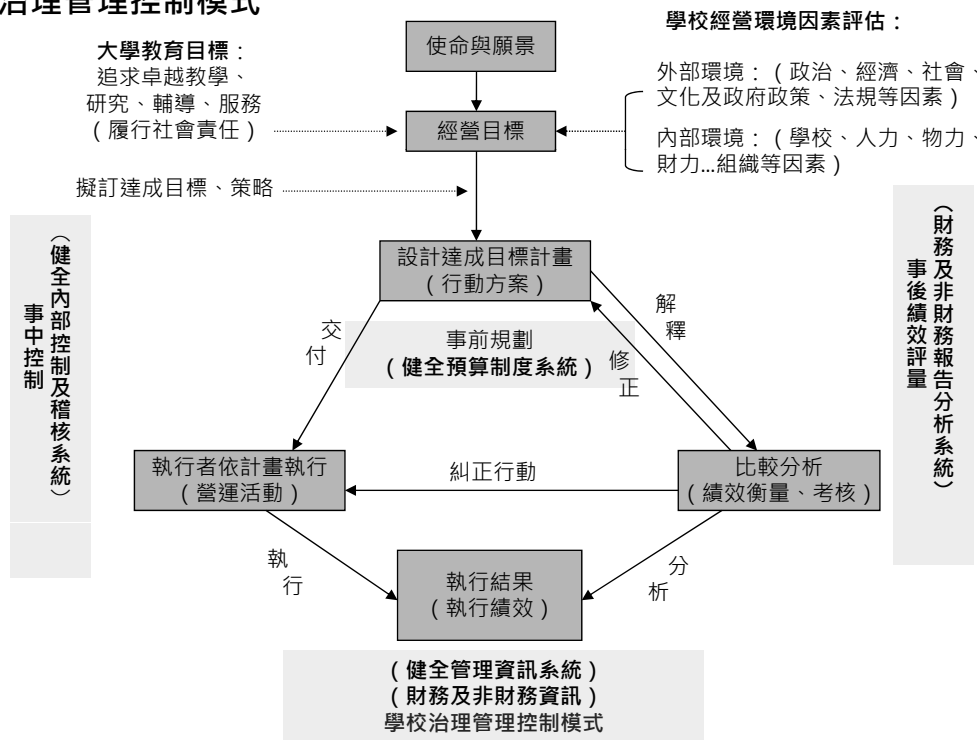 治理管理控制模式
學校經營環境因素評估：
使命與願景
大學教育目標：
追求卓越教學、
研究、輔導、服務
（履行社會責任）
外部環境：（政治、經濟、社會、
文化及政府政策、法規等因素）
經營目標
內部環境：（學校、人力、物力、
財力...組織等因素）
擬訂達成目標、策略
（健全內部控制及稽核系統）
事中控制
（財務及非財務報告分析系統）
事後績效評量
設計達成目標計畫
（行動方案）
交付
事前規劃
（健全預算制度系統）
修正
解釋
執行者依計畫執行
（營運活動）
糾正行動
比較分析
（績效衡量、考核）
執行
執行結果
（執行績效）
分析
（健全管理資訊系統）
（財務及非財務資訊）
學校治理管理控制模式